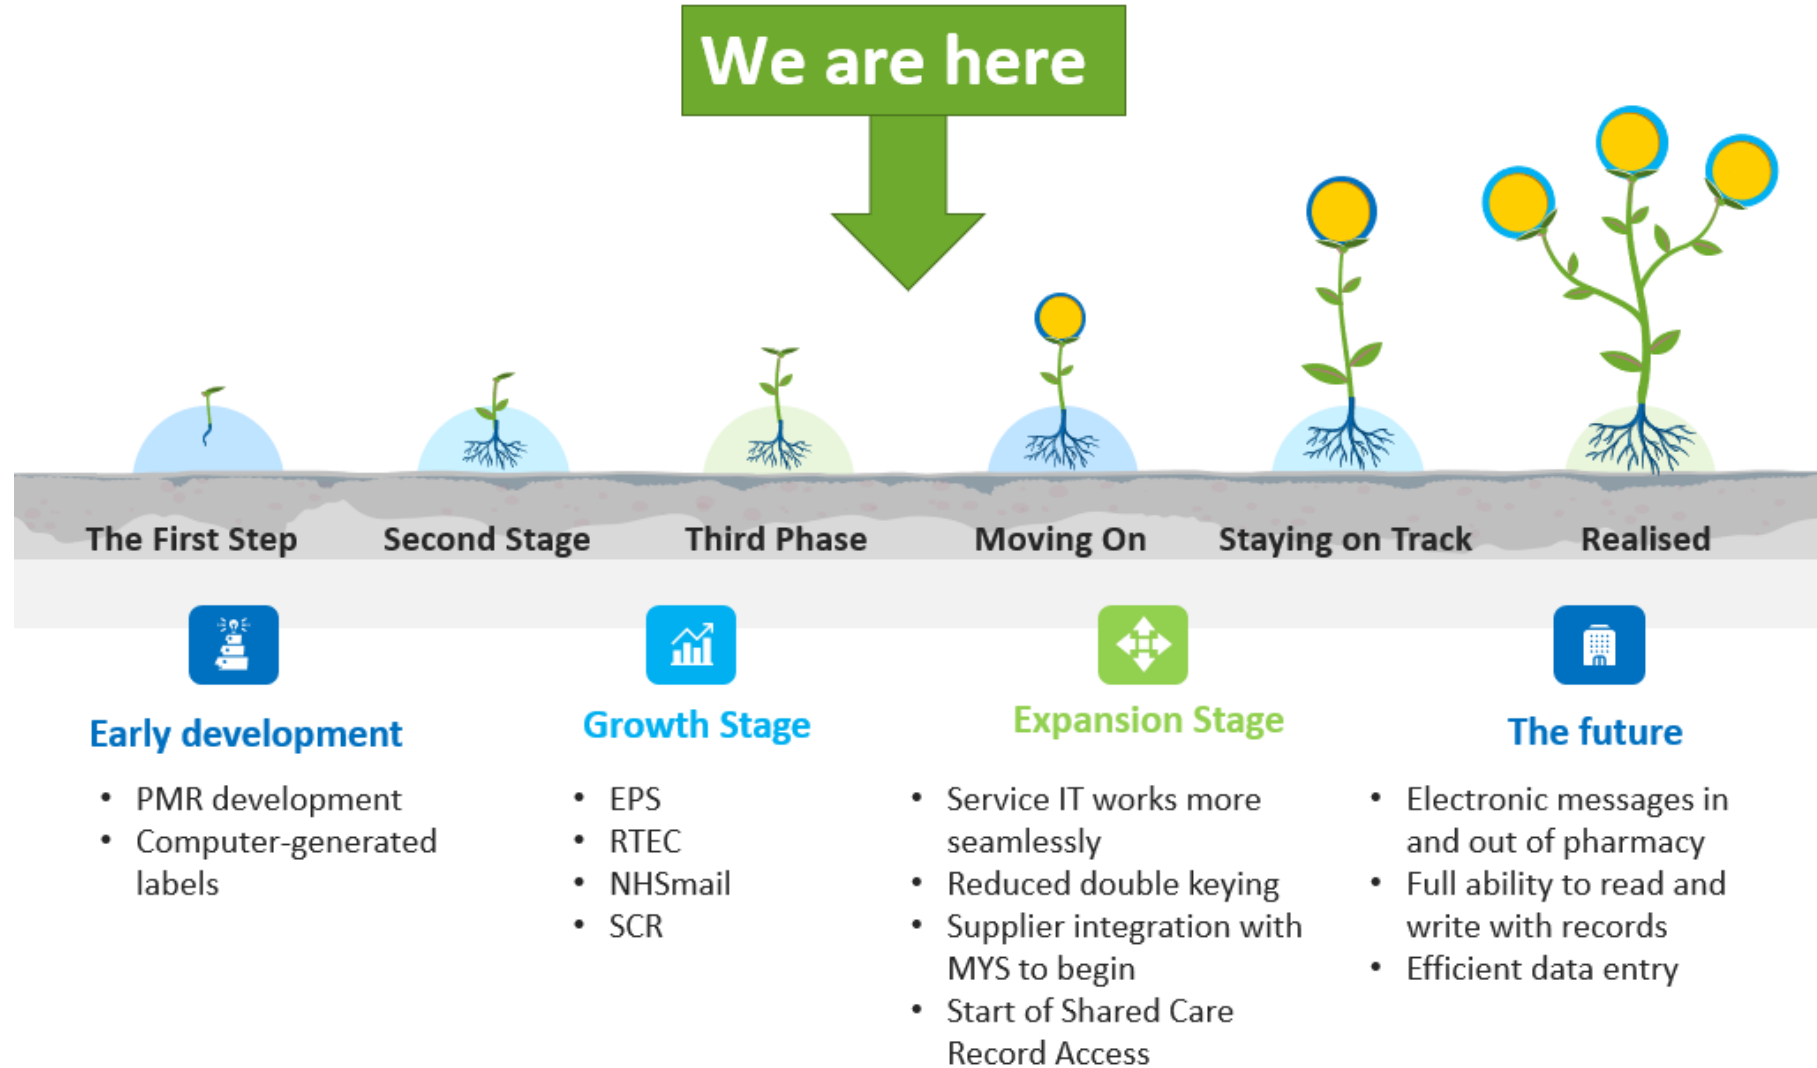 We are here
The First Step
Second Stage
Third Phase
Moving On
Staying on Track
Realised
Early development
• PMR development
• Computer-generated
labels
Growth Stage
• EPS
• RTEC
• NHSmail
• SCR
Expansion Stage
• Service IT works more
seamlessly
• Reduced double keying
• Supplier integration with
MYS to begin
• Start of Shared Care
Record Access
The future
• Electronic messages in
and out of pharmacy
• Full ability to read and
write with records
• Efficient data entry